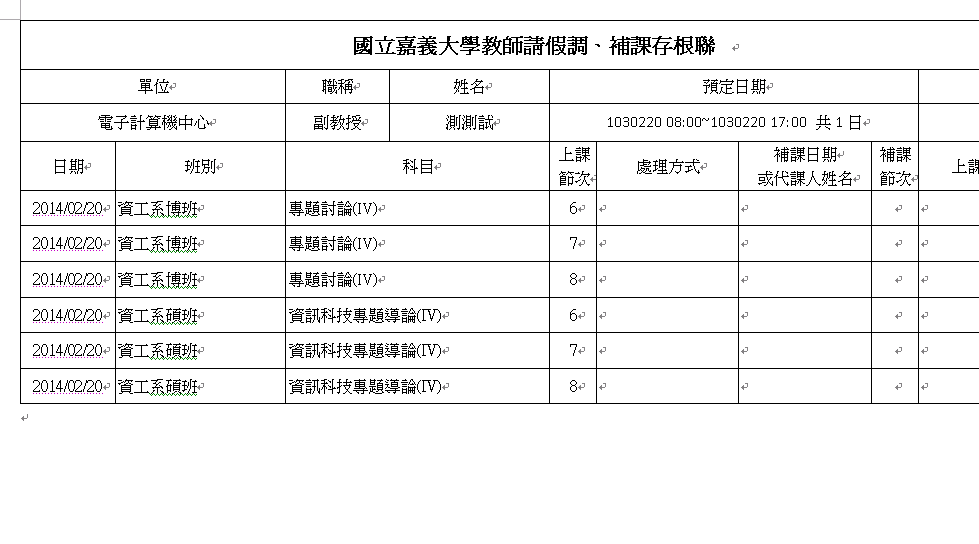 國立嘉義大學教師請假調、補課存根聯
單位 職稱 姓名 預定日期
電子計算機中心 副教授 測測試 1030220 08:00~1030220 17:00 共 1 日
日期 班別 科目 上課節次 處理方式 補課日期或代課人姓名 補課節次 上課
2014/02/20 資工系博班 專題討論(IV) 6
2014/02/20 資工系博班 專題討論(IV) 7
2014/02/20 資工系博班 專題討論(IV) 8
2014/02/20 資工系碩班 資訊科技專題導論(IV) 6
2014/02/20 資工系碩班 資訊科技專題導論(IV) 7
2014/02/20 資工系碩班 資訊科技專題導論(IV) 8